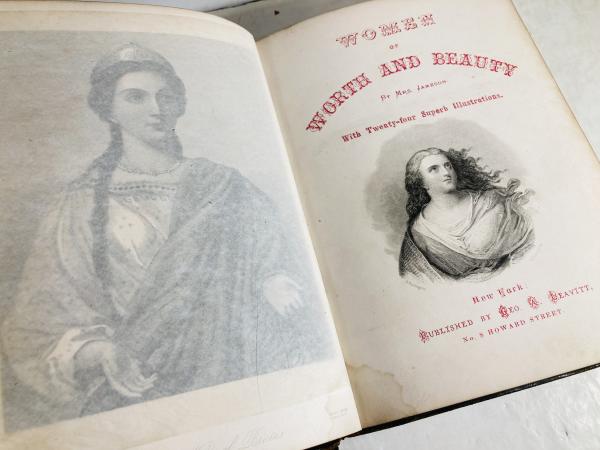 WOMEN
OF
WORTH AND BEAUTY
BY MRS. JAMESON.
With Twenty-four Superb Illustrations.
New York:
PUBLISHED BY GEO. A. LEAVITT,
No. 8 HOWARD STREET.